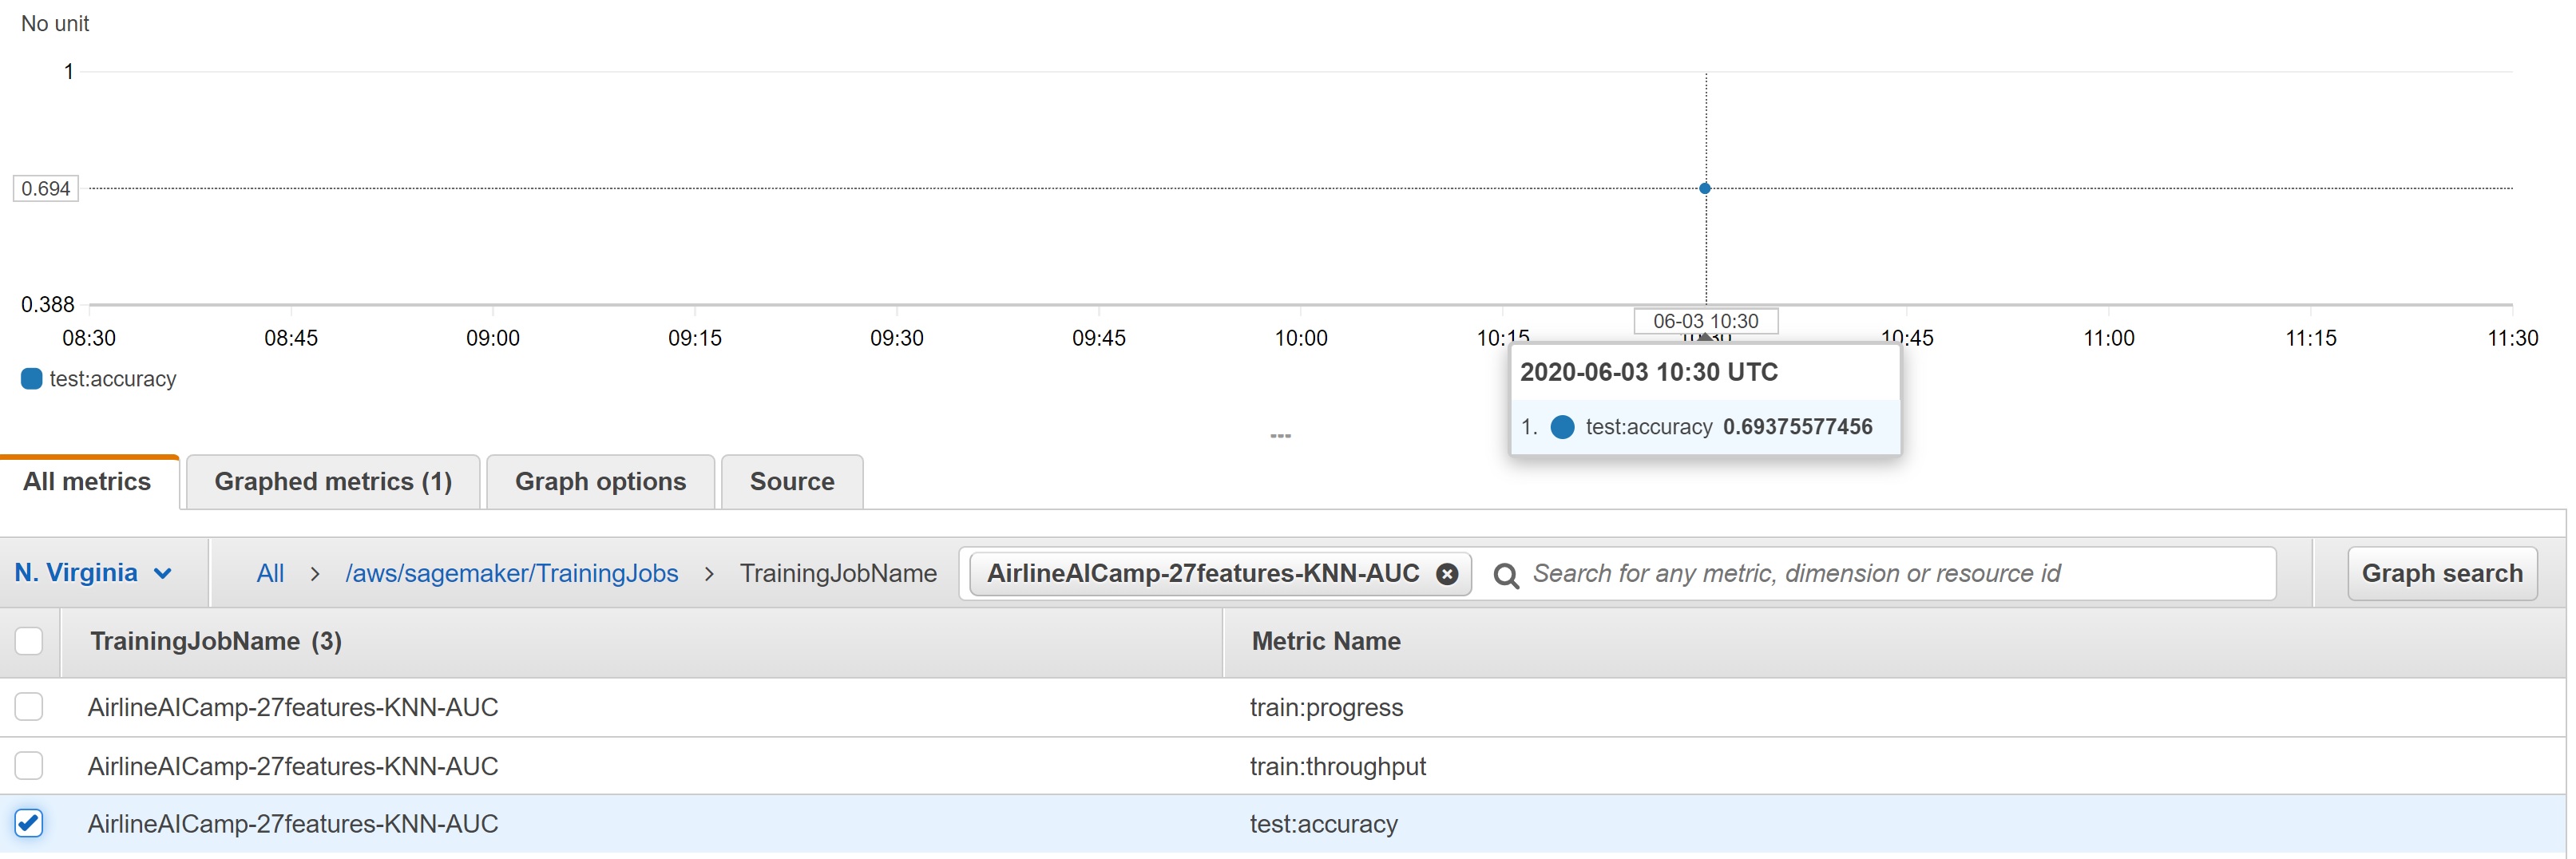 No unit
1
0.694
0.388
08:30 08:45 09:00 09:15 09:30 09:45 10:00 10:15 10:30 10:45 11:00 11:15 11:30
06-03 10:30
test:accuracy
2020-06-03 10:30 UTC
1. test:accuracy 0.69375577456
All metrics Graphed metrics (1) Graph options Source
N. Virginia All > /aws/sagemaker/TrainingJobs > TrainingJobName AirlineAICamp-27features-KNN-AUC Search for any metric, dimension or resource id Graph search
TrainingJobName (3) Metric Name
AirlineAICamp-27features-KNN-AUC train:progress
AirlineAICamp-27features-KNN-AUC train:throughput
AirlineAICamp-27features-KNN-AUC test:accuracy